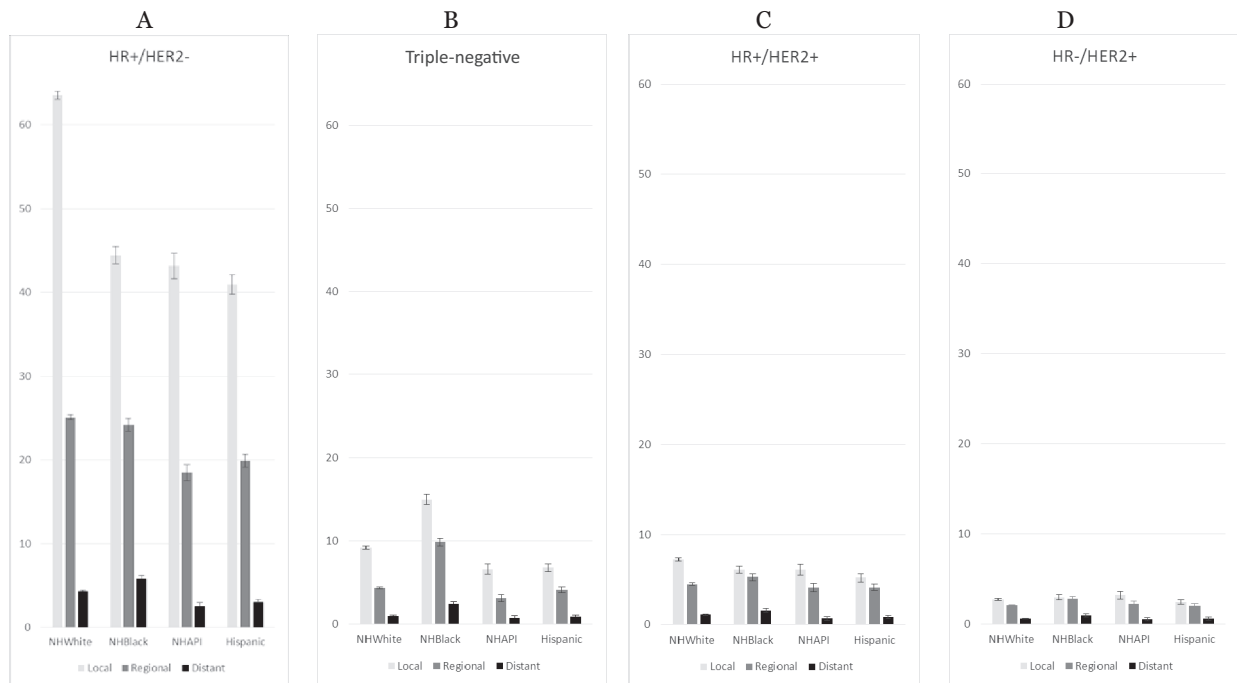 A
B
C
D
HR+/HER2-
Triple-negative
HR+/HER2+
HR-/HER2+
60
50
40
30
20
10
0
NHWhite NHBlack NHAPI Hispanic
Local Regional Distant
60
50
40
30
20
10
0
NHWhite NHBlack NHAPI Hispanic
Local Regional Distant
60
50
40
30
20
10
0
NHWhite NHBlack NHAPI Hispanic
Local Regional Distant
60
50
40
30
20
10
0
NHWhite NHBlack NHAPI Hispanic
Local Regional Distant